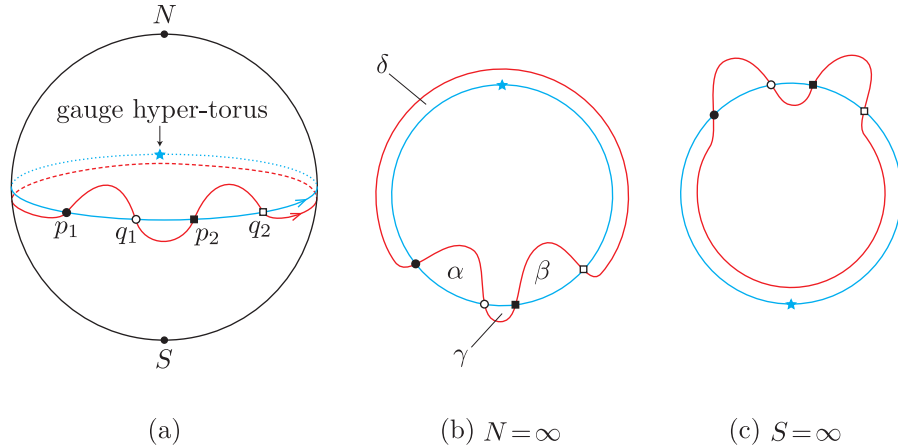 N
gauge hyper-torus
p₁ q₁ p₂ q₂
S
(a)
δ
α β
γ
(b) N=∞
(c) S=∞